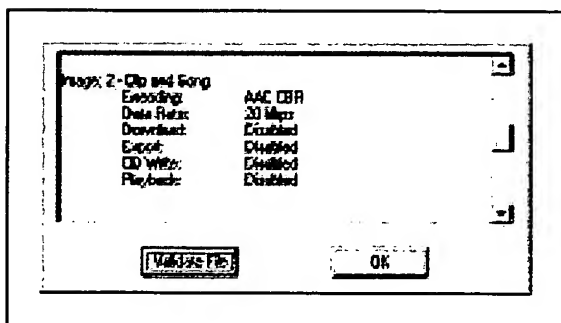 Image: 2 - Clip and Song
Encoding: AAC CBR
Data Rate: 20 Kbps
Download: Disabled
Export: Disabled
CD Write: Disabled
Playback: Disabled
Validate File OK